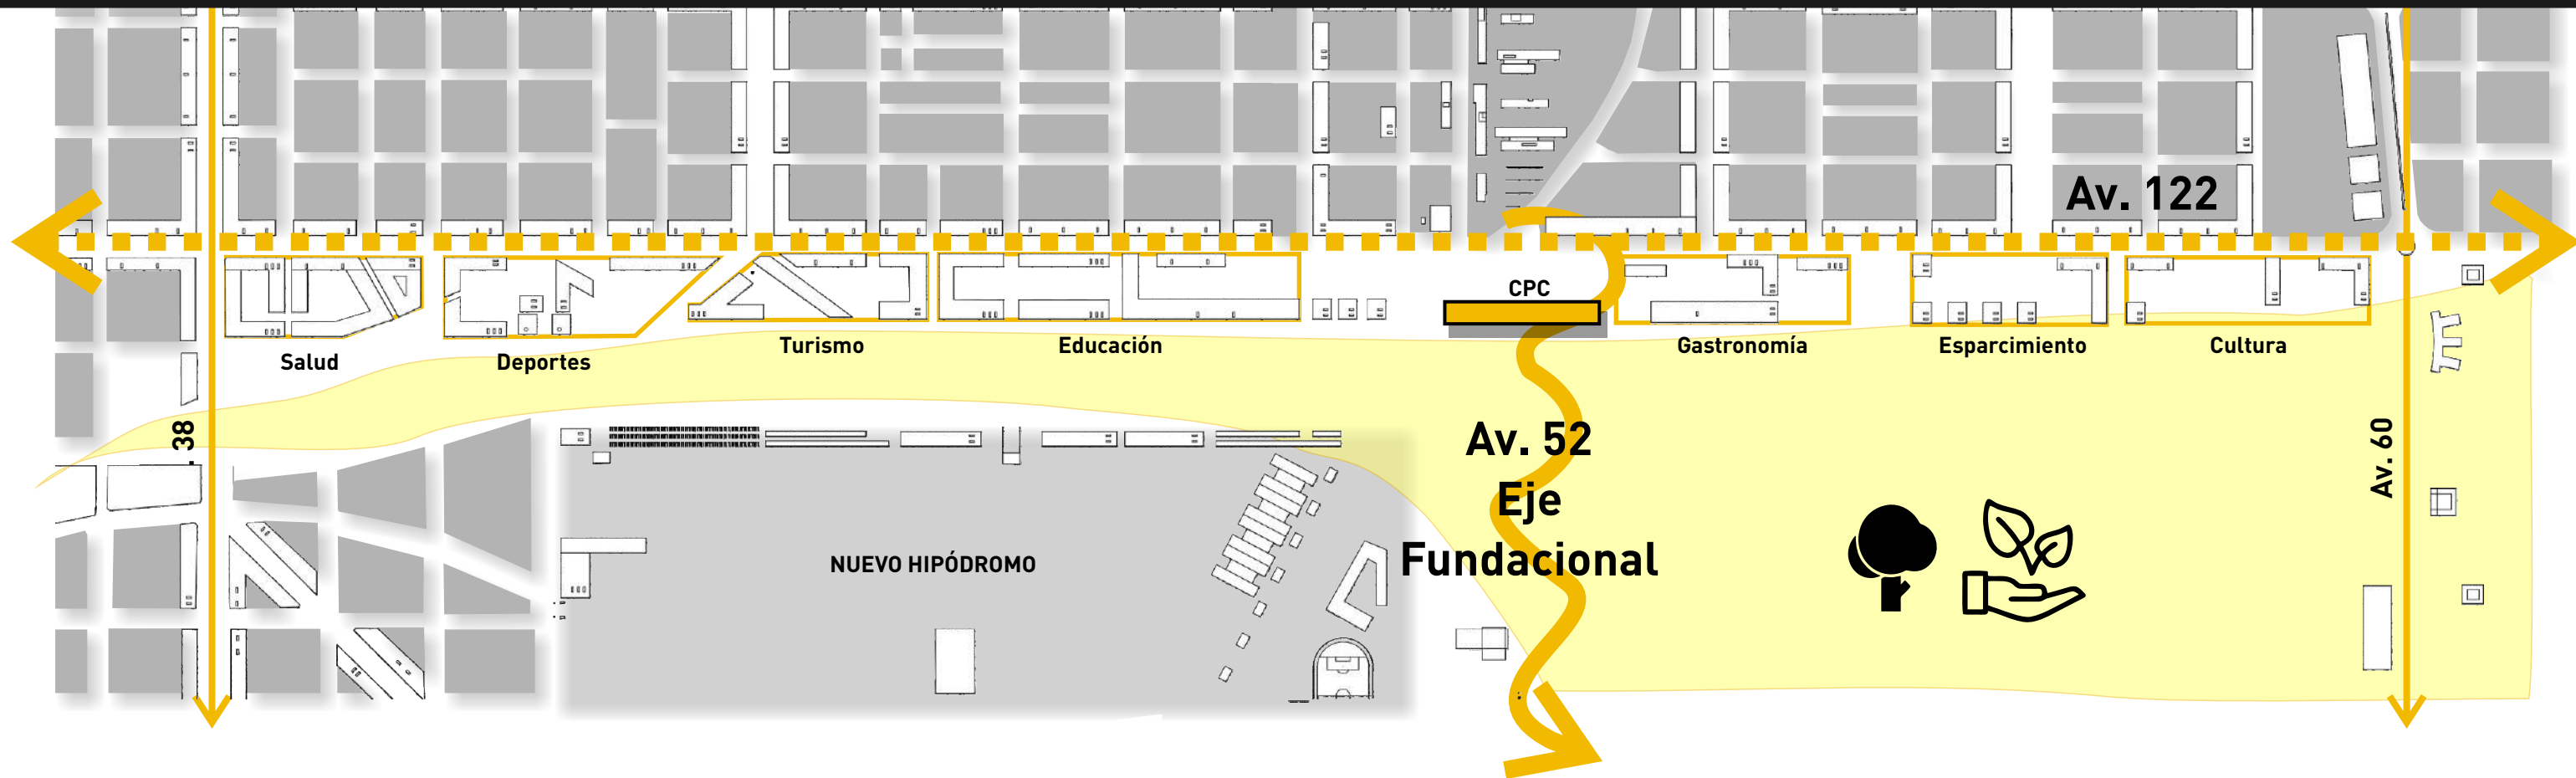 Av. 122
CPC
Salud
Deportes
Turismo
Educación
Gastronomía
Esparcimiento
Cultura
. 38
Av. 52
Eje
Fundacional
Av. 60
NUEVO HIPÓDROMO